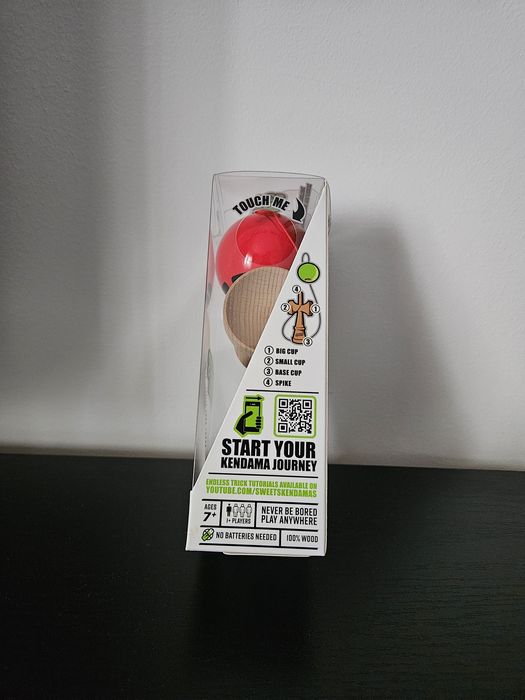 TOUCH ME
4
2
1
3
1 BIG CUP
2 SMALL CUP
3 BASE CUP
4 SPIKE
START YOUR
KENDAMA JOURNEY
ENDLESS TRICK TUTORIALS AVAILABLE ON
YOUTUBE.COM/SWEETSKENDAMAS
AGES
7+
1+ PLAYERS
NEVER BE BORED
PLAY ANYWHERE
NO BATTERIES NEEDED
100% WOOD